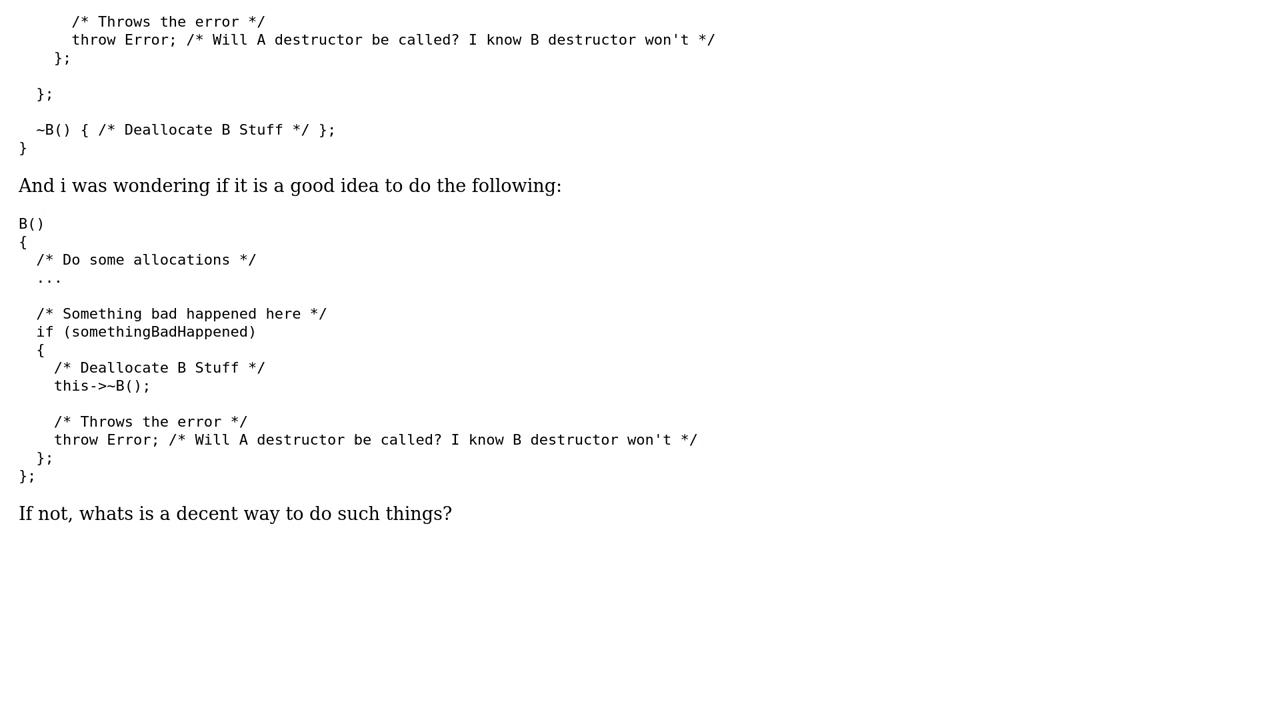 /* Throws the error */
      throw Error; /* Will A destructor be called? I know B destructor won't */
    };

  };

  ~B() { /* Deallocate B Stuff */ };
}
And i was wondering if it is a good idea to do the following:
B()
{
  /* Do some allocations */
  ...

  /* Something bad happened here */
  if (somethingBadHappened)
  {
    /* Deallocate B Stuff */
    this->~B();

    /* Throws the error */
    throw Error; /* Will A destructor be called? I know B destructor won't */
  };
};
If not, whats is a decent way to do such things?